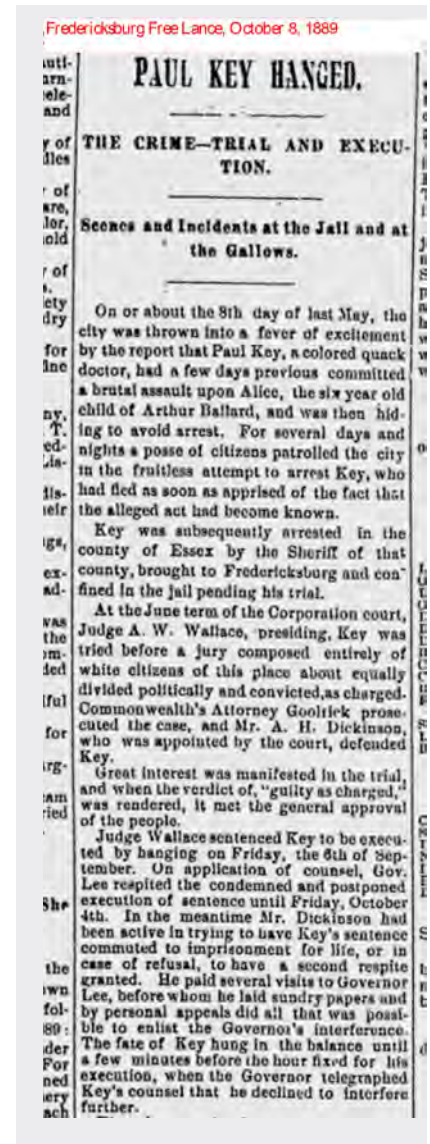 Fredericksburg Free Lance, October 8, 1889
PAUL KEY HANGED.
THE CRIME—TRIAL AND EXECU-
TION.
Scenes and Incidents at the Jail and at
the Gallows.
On or about the 8th day of last May, the
city was thrown into a fever of excitement
by the report that Paul Key, a colored quack
doctor, had a few days previous committed
a brutal assault upon Alice, the six year old
child of Arthur Ballard, and was then hid-
ing to avoid arrest. For several days and
nights a posse of citizens patrolled the city
in the fruitless attempt to arrest Key, who
had fled as soon as apprised of the fact that
the alleged act had become known.
Key was subsequently arrested in the
county of Essex by the Sheriff of that
county, brought to Fredericksburg and con-
fined in the jail pending his trial.
At the June term of the Corporation court,
Judge A. W. Wallace, presiding, Key was
tried before a jury composed entirely of
white citizens of this place about equally
divided politically and convicted, as charged.
Commonwealth's Attorney Goolrick prose-
cuted the case, and Mr. A. H. Dickinson,
who was appointed by the court, defended
Key.
Great interest was manifested in the trial,
and when the verdict of, "guilty as charged,"
was rendered, it met the general approval
of the people.
Judge Wallace sentenced Key to be execu-
ted by hanging on Friday, the 6th of Sep-
tember. On application of counsel, Gov.
Lee respited the condemned and postponed
execution of sentence until Friday, October
4th. In the meantime Mr. Dickinson had
been active in trying to have Key's sentence
commuted to imprisonment for life, or in
case of refusal, to have a second respite
granted. He paid several visits to Governor
Lee, before whom he laid sundry papers and
by personal appeals did all that was possi-
ble to enlist the Governor's interference.
The fate of Key hung in the balance until
a few minutes before the hour fixed for his
execution, when the Governor telegraphed
Key's counsel that he declined to interfere
further.